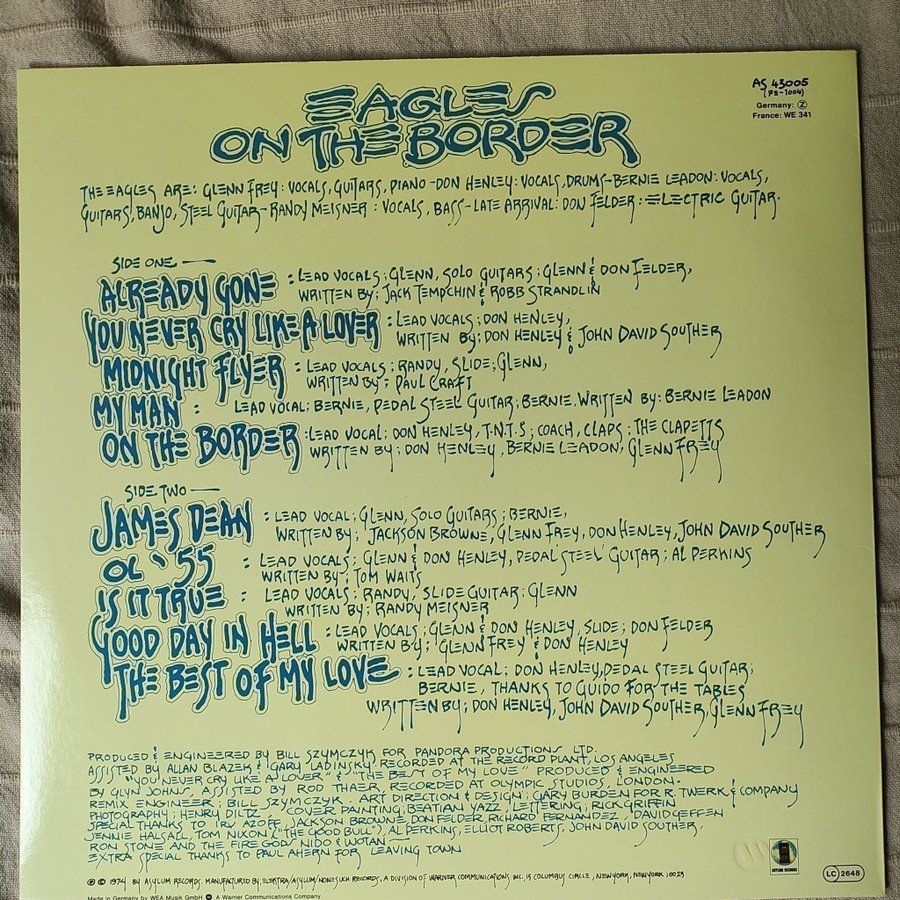 EAGLES
ON THE BORDER
AS 43005
(7E-1004)
Germany: Ⓩ
France: WE 341
THE EAGLES ARE: GLENN FREY: VOCALS, GUITARS, PIANO - DON HENLEY: VOCALS, DRUMS - BERNIE LEADON: VOCALS,
GUITARS, BANJO, STEEL GUITAR - RANDY MEISNER: VOCALS, BASS - LATE ARRIVAL: DON FELDER: ELECTRIC GUITAR.
SIDE ONE —
ALREADY GONE : LEAD VOCALS; GLENN, SOLO GUITARS; GLENN & DON FELDER,
WRITTEN BY; JACK TEMPCHIN & ROBB STRANDLIN
YOU NEVER CRY LIKE A LOVER : LEAD VOCALS; DON HENLEY,
WRITTEN BY; DON HENLEY & JOHN DAVID SOUTHER
MIDNIGHT FLYER : LEAD VOCALS; RANDY, SLIDE; GLENN,
WRITTEN BY; PAUL CRAFT
MY MAN : LEAD VOCAL; BERNIE, PEDAL STEEL GUITAR; BERNIE, WRITTEN BY: BERNIE LEADON
ON THE BORDER : LEAD VOCAL; DON HENLEY, T.N.T.S; COACH, CLAPS; THE CLAPETTS
WRITTEN BY; DON HENLEY, BERNIE LEADON, GLENN FREY
SIDE TWO —
JAMES DEAN : LEAD VOCAL; GLENN, SOLO GUITARS; BERNIE,
WRITTEN BY; JACKSON BROWNE, GLENN FREY, DON HENLEY, JOHN DAVID SOUTHER
OL '55 : LEAD VOCALS; GLENN & DON HENLEY, PEDAL STEEL GUITAR; AL PERKINS
WRITTEN BY; TOM WAITS
IS IT TRUE : LEAD VOCALS; RANDY, SLIDE GUITAR; GLENN
WRITTEN BY; RANDY MEISNER
GOOD DAY IN HELL : LEAD VOCALS; GLENN & DON HENLEY, SLIDE; DON FELDER
WRITTEN BY; GLENN FREY & DON HENLEY
THE BEST OF MY LOVE : LEAD VOCAL; DON HENLEY, PEDAL STEEL GUITAR;
BERNIE, THANKS TO GUIDO FOR THE TABLES
WRITTEN BY; DON HENLEY, JOHN DAVID SOUTHER, GLENN FREY
PRODUCED & ENGINEERED BY BILL SZYMCZYK FOR PANDORA PRODUCTIONS LTD.
ASSISTED BY ALLAN BLAZEK & GARY LADINSKY RECORDED AT THE RECORD PLANT, LOS ANGELES
"YOU NEVER CRY LIKE A LOVER" & "THE BEST OF MY LOVE" PRODUCED & ENGINEERED
BY GLYN JOHNS, ASSISTED BY ROD THAER, RECORDED AT OLYMPIC STUDIOS, LONDON.
REMIX ENGINEER; BILL SZYMCZYK. ART DIRECTION & DESIGN; GARY BURDEN FOR R. TWERK & COMPANY
PHOTOGRAPHY; HENRY DILTZ. COVER PAINTING; BEATIAN YAZZ, LETTERING; RICK GRIFFIN
SPECIAL THANKS TO IRV AZOFF, JACKSON BROWNE, DON FELDER, RICHARD FERNANDEZ, DAVID GEFFEN
JENNIE HALSALL, TOM NIXON ("THE GOOD BULL"), AL PERKINS, ELLIOT ROBERTS, JOHN DAVID SOUTHER,
RON STONE AND THE FIRE GODS NIDO & WOTAN
EXTRA SPECIAL THANKS TO PAUL AHERN FOR LEAVING TOWN
ASYLUM RECORDS
LC 2648
℗ © 1974 BY ASYLUM RECORDS. MANUFACTURED BY, ELEKTRA/ASYLUM/NONESUCH RECORDS, A DIVISION OF WARNER COMMUNICATIONS INC. 15 COLUMBUS CIRCLE, NEW YORK, NEW YORK 10023
Made in Germany by WEA Musik GmbH A Warner Communications Company.